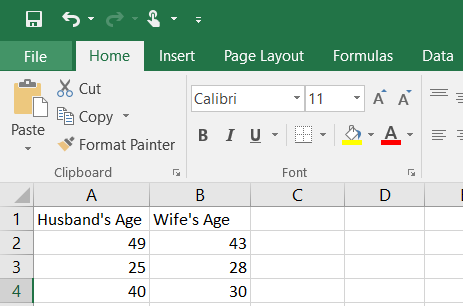 File Home Insert Page Layout Formulas Data
Paste
Cut
Copy
Format Painter
Clipboard
Calibri 11
B I U A
Font
A B C D
1 Husband's Age Wife's Age
2 49 43
3 25 28
4 40 30